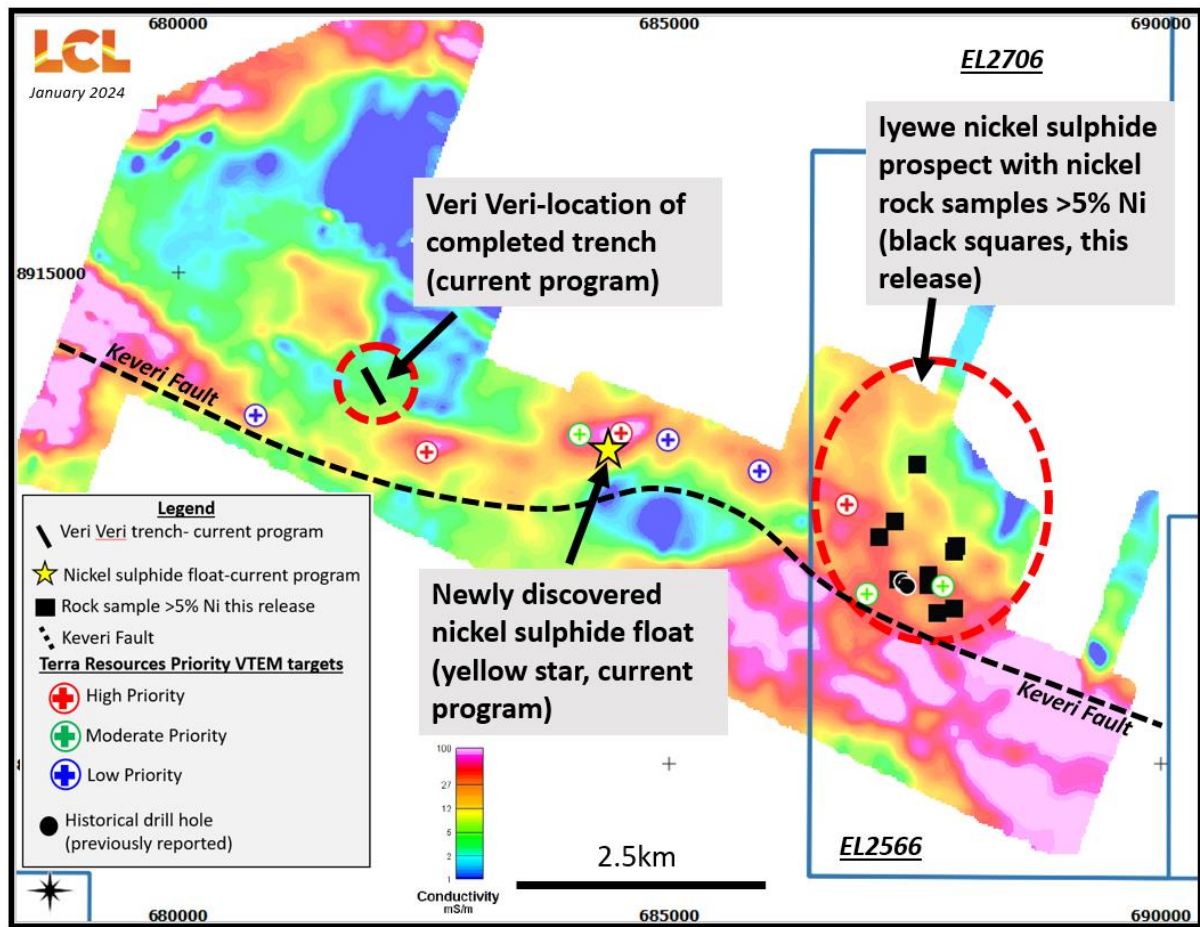 680000
685000
690000
LCL
January 2024
EL2706
Iyewe nickel sulphide
prospect with nickel
rock samples >5% Ni
(black squares, this
release)
Veri Veri-location of
completed trench
(current program)
8915000
Keveri Fault
Legend
Veri Veri trench- current program
Nickel sulphide float-current program
Rock sample >5% Ni this release
Keveri Fault
Terra Resources Priority VTEM targets
High Priority
Moderate Priority
Low Priority
Historical drill hole
(previously reported)
Newly discovered
nickel sulphide float
(yellow star, current
program)
Keveri Fault
100
27
12
5
2
1
Conductivity
mS/m
2.5km
EL2566
680000
685000
690000